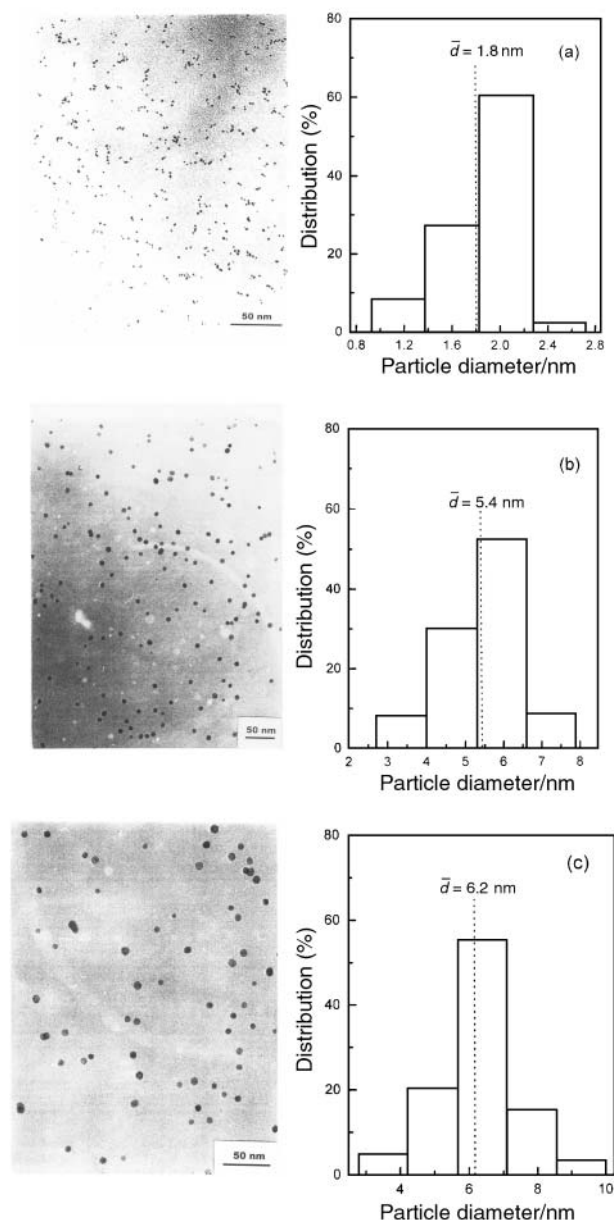 50 nm
d̄ = 1.8 nm
(a)
80
60
40
20
0
Distribution (%)
0.8 1.2 1.6 2.0 2.4 2.8
Particle diameter/nm
50 nm
(b)
d̄ = 5.4 nm
80
60
40
20
0
Distribution (%)
2 3 4 5 6 7 8
Particle diameter/nm
50 nm
(c)
d̄ = 6.2 nm
80
60
40
20
0
Distribution (%)
4 6 8 10
Particle diameter/nm